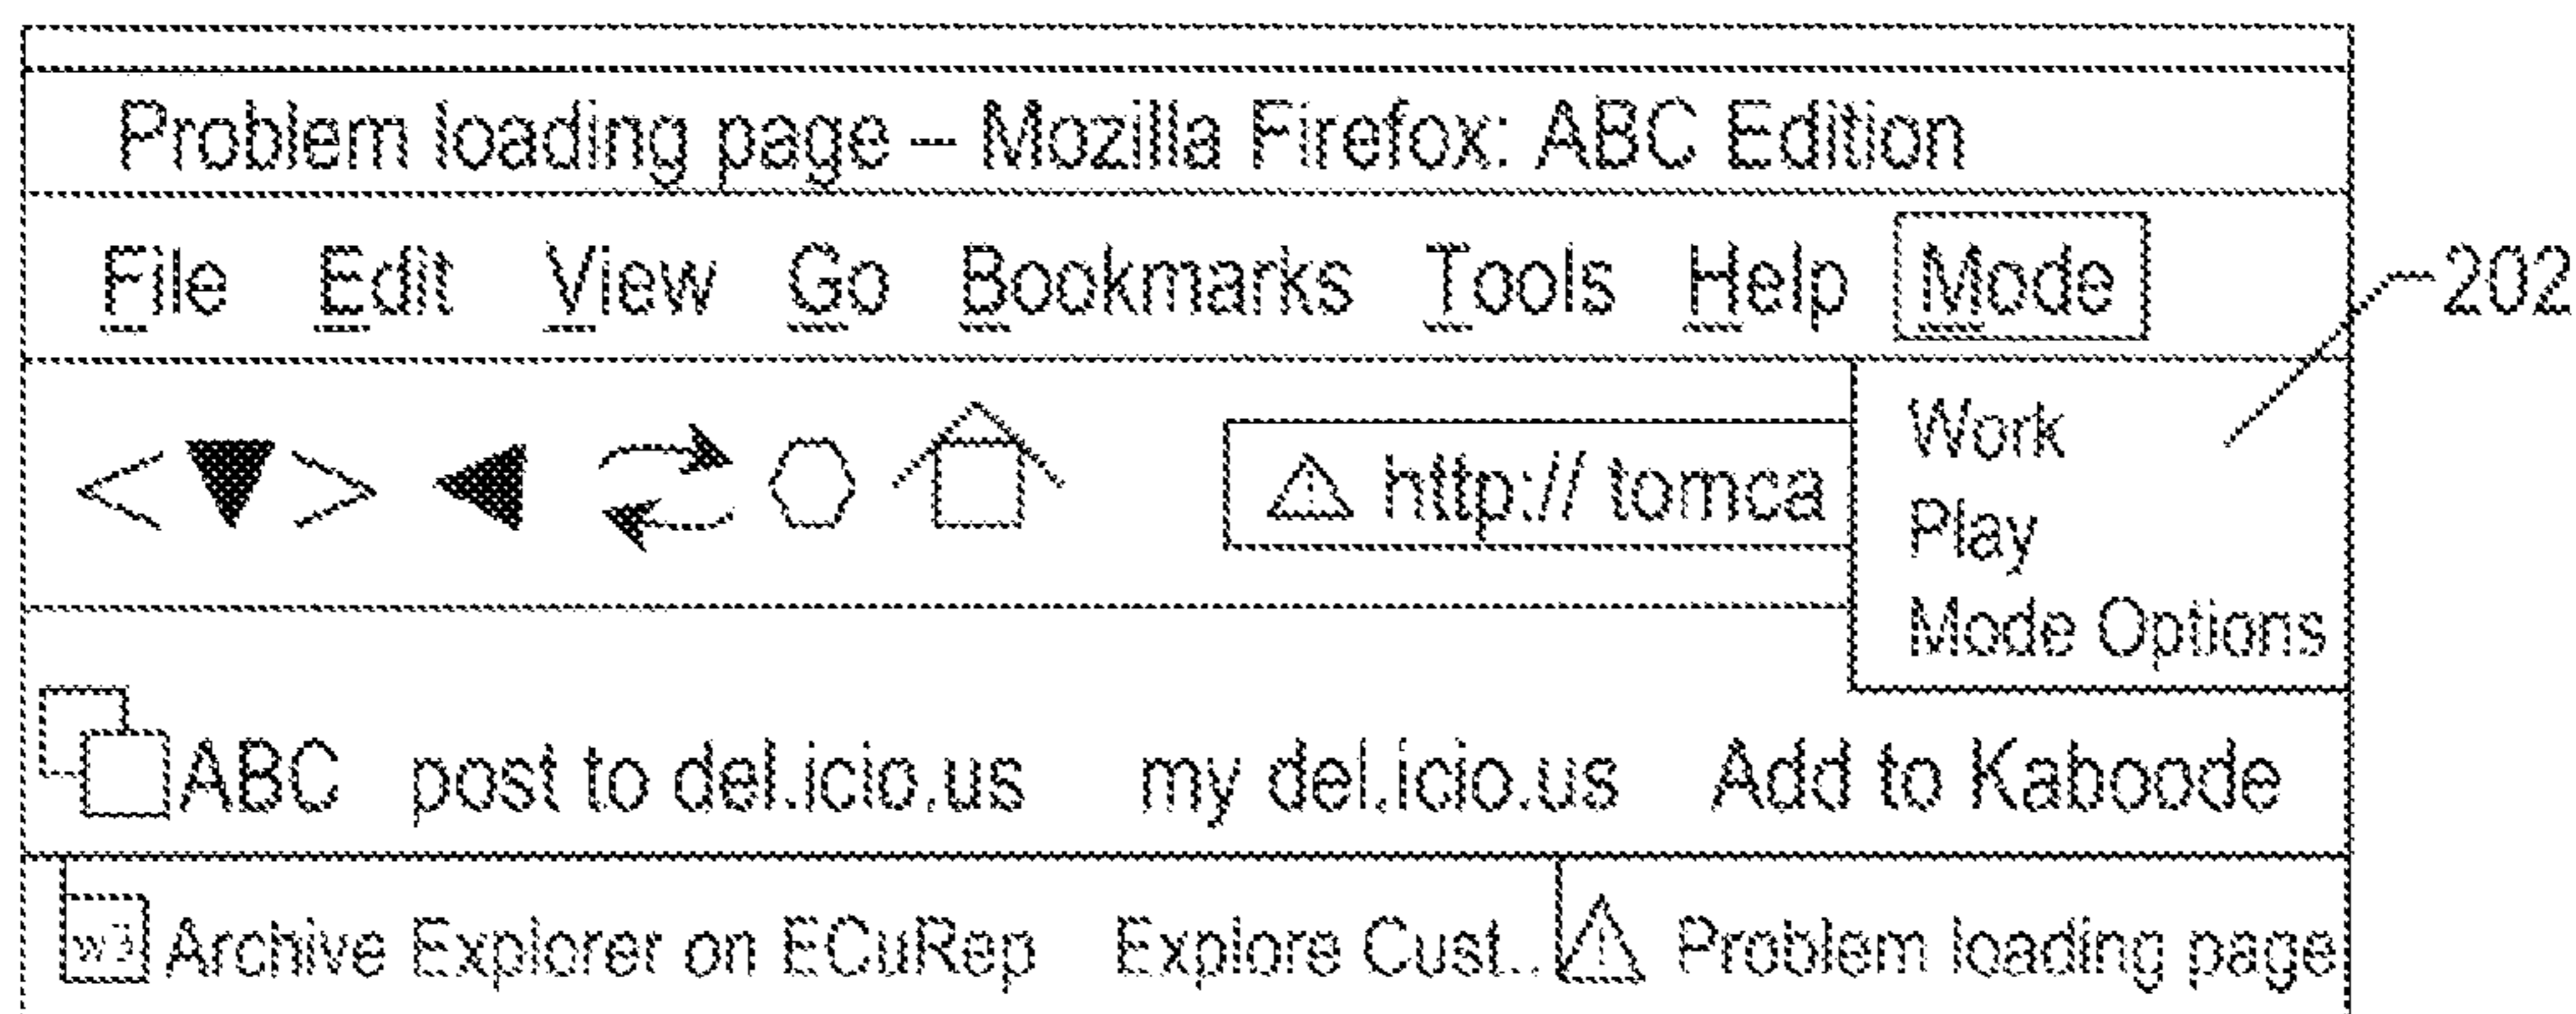 Problem loading page – Mozilla Firefox: ABC Edition
File Edit View Go Bookmarks Tools Help Mode
202
http:// tomca
Work
Play
Mode Options
ABC post to del.icio.us my del.icio.us Add to Kaboode
w3 Archive Explorer on ECuRep Explore Cust... Problem loading page